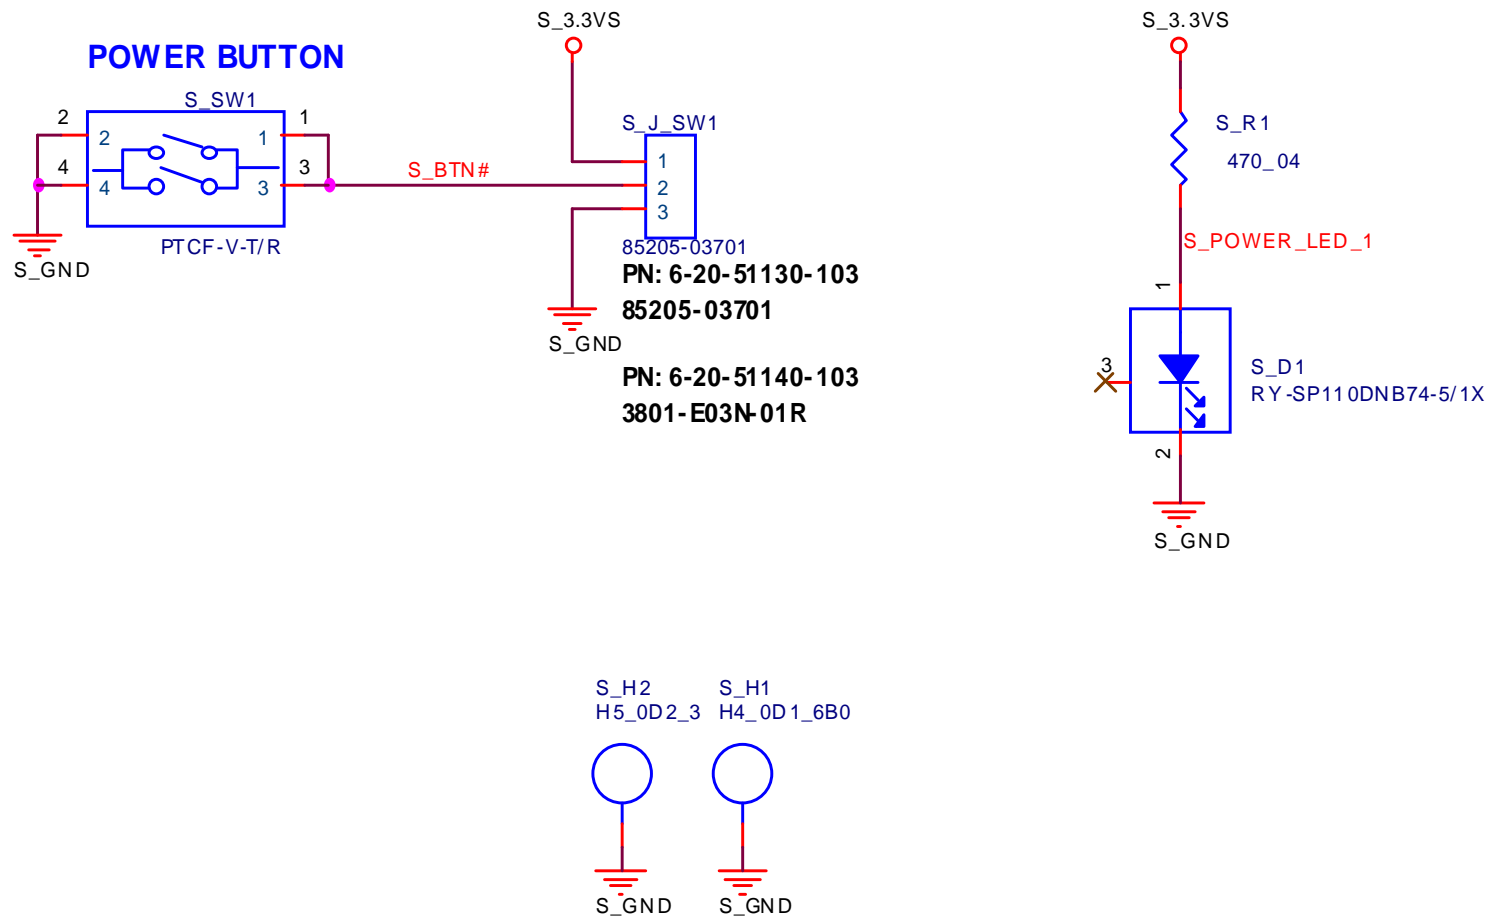 POWER BUTTON
S_SW1
2
4
2
4
1
3
1
3
PTCF-V-T/R
S_GND
S_BTN#
S_3.3VS
S_J_SW1
1
2
3
85205-03701
PN: 6-20-51130-103
85205-03701
S_GND
PN: 6-20-51140-103
3801-E03N-01R
S_3.3VS
S_R1
470_04
S_POWER_LED_1
1
3
S_D1
RY-SP110DNB74-5/1X
2
S_GND
S_H2
H5_0D2_3
S_GND
S_H1
H4_0D1_6B0
S_GND